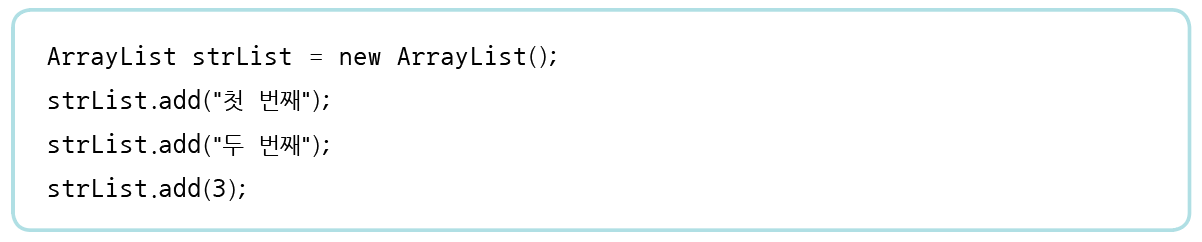 ArrayList strList = new ArrayList();
strList.add("첫 번째");
strList.add("두 번째");
strList.add(3);